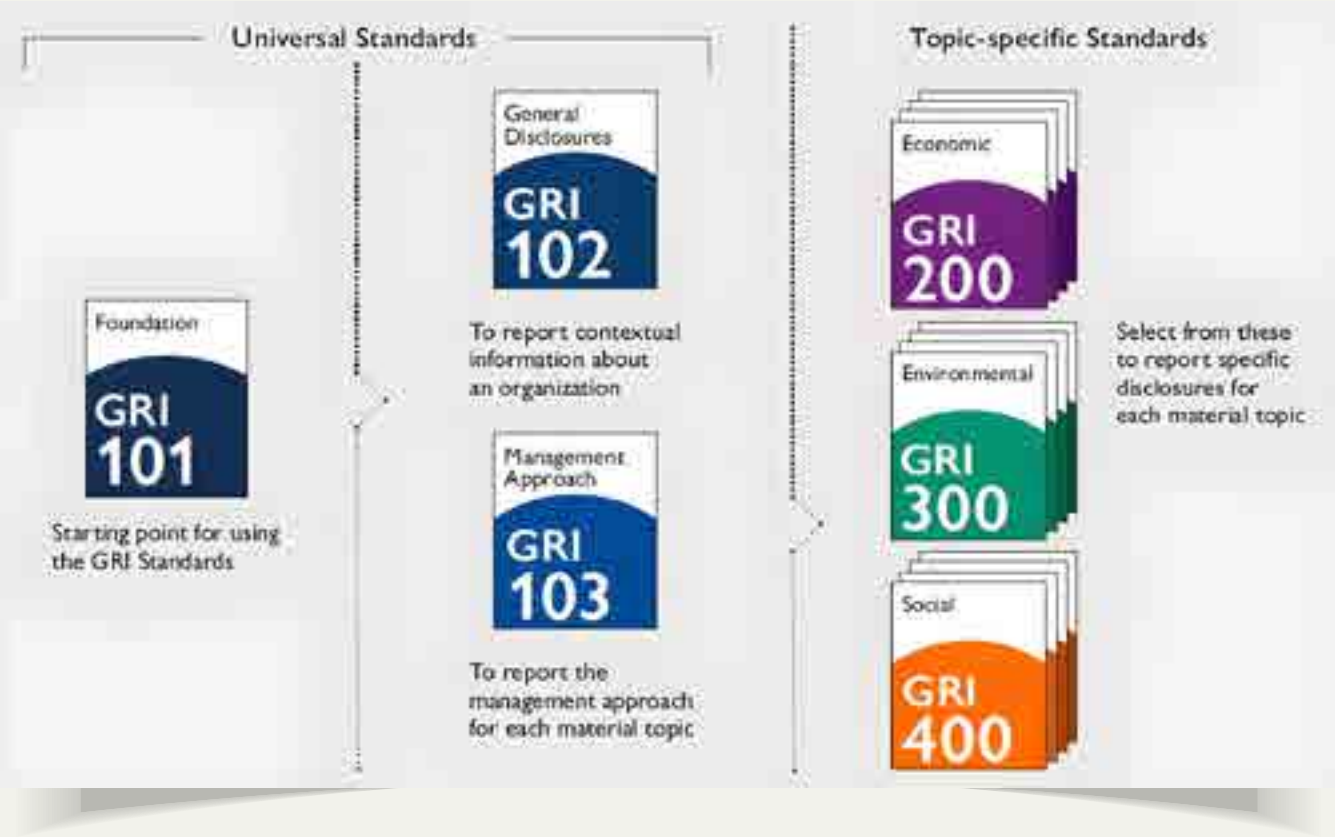 Universal Standards
Topic-specific Standards
Foundation
GRI
101
Starting point for using
the GRI Standards
General
Disclosures
GRI
102
To report contextual
information about
an organization
Management
Approach
GRI
103
To report the
management approach
for each material topic
Economic
GRI
200
Environmental
GRI
300
Social
GRI
400
Select from these
to report specific
disclosures for
each material topic